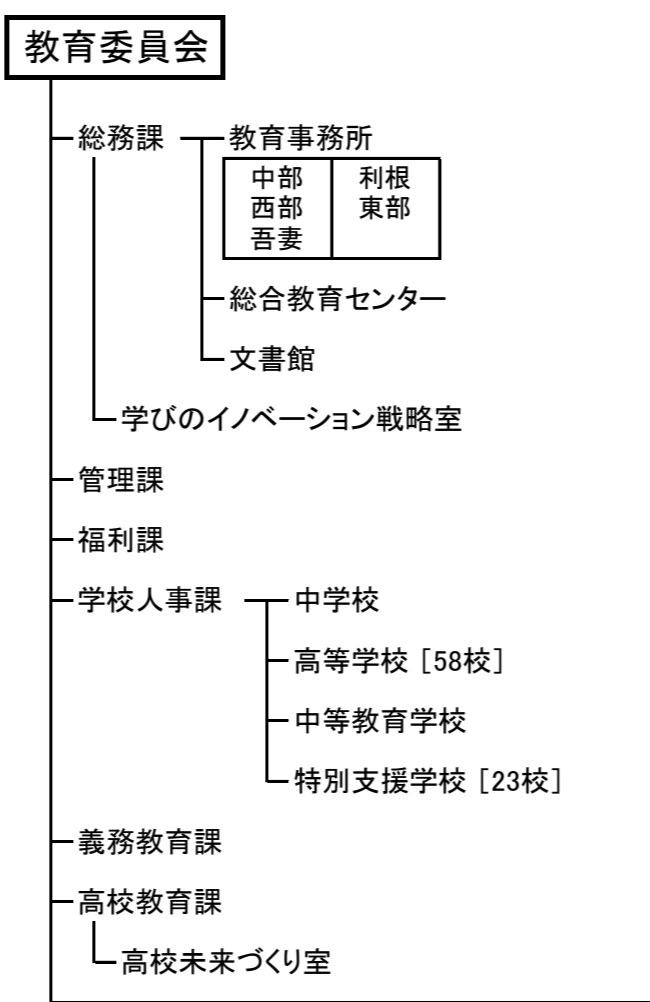 教育委員会
総務課
教育事務所
中部 利根
西部 東部
吾妻
総合教育センター
文書館
学びのイノベーション戦略室
管理課
福利課
学校人事課
中学校
高等学校 [58校]
中等教育学校
特別支援学校 [23校]
義務教育課
高校教育課
高校未来づくり室